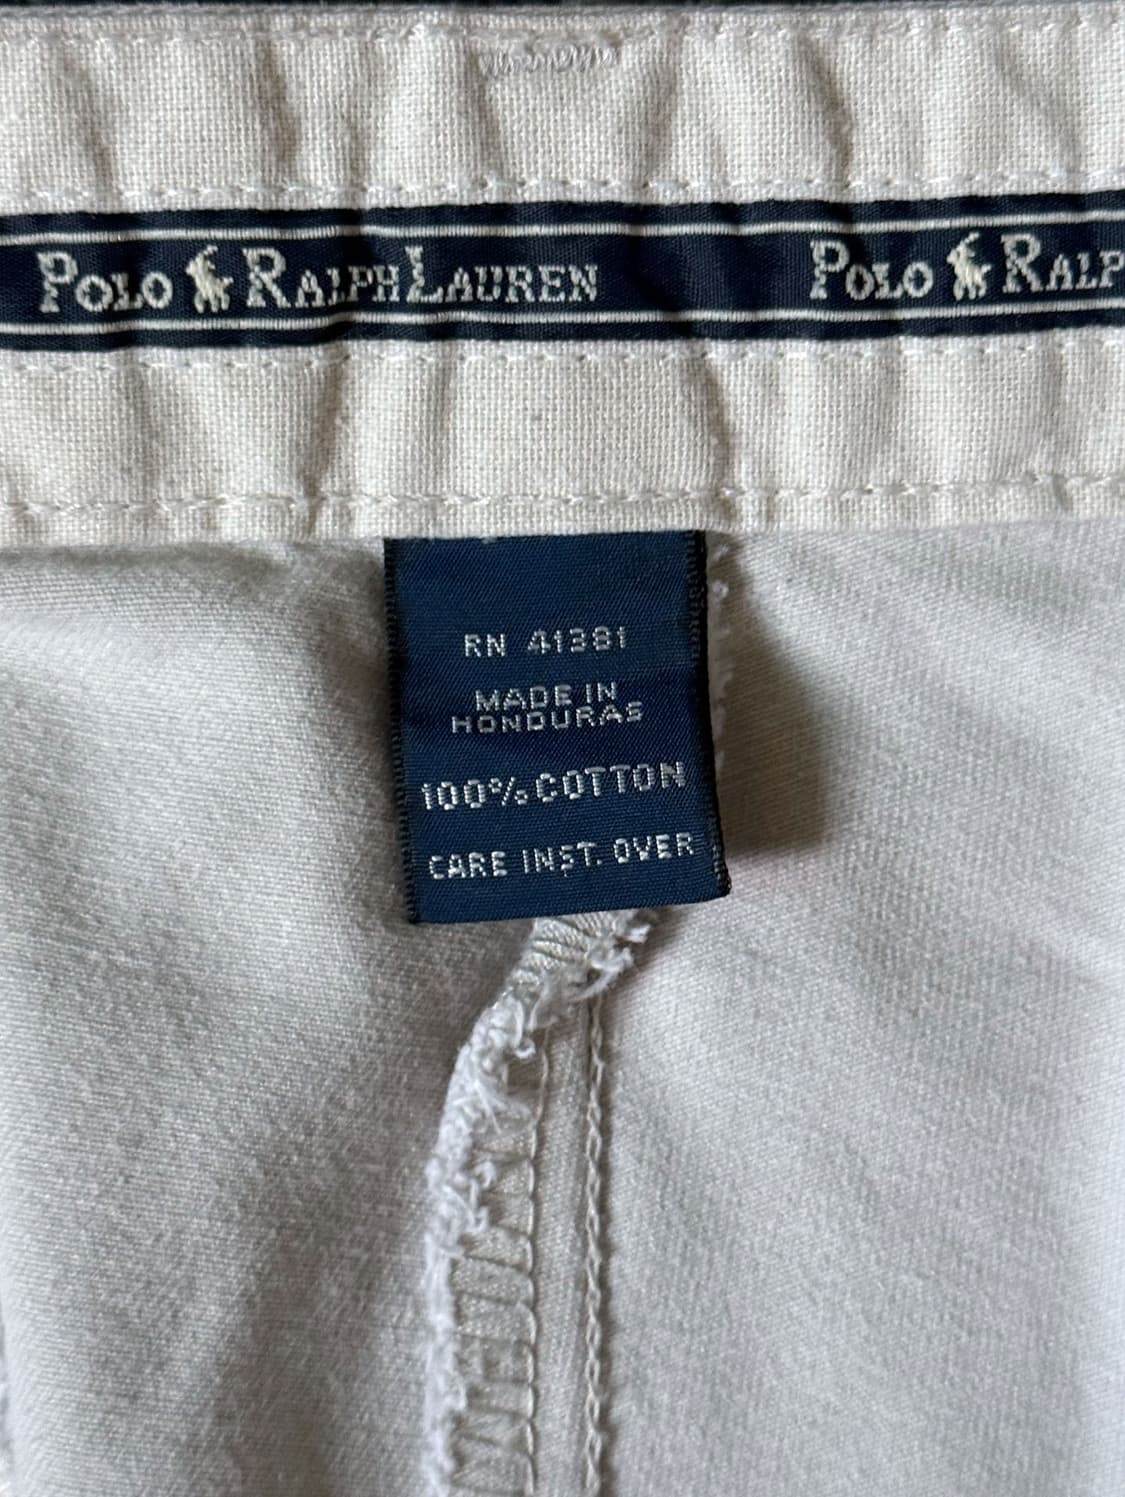 POLO RALPH LAUREN POLO RALP
RN 41381
MADE IN
HONDURAS
100% COTTON
CARE INST. OVER